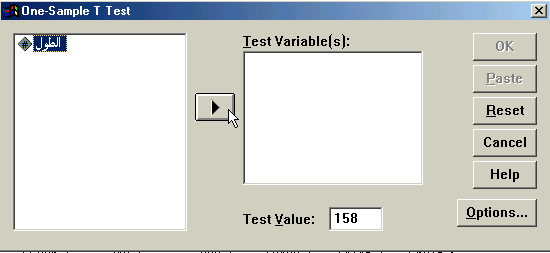 One-Sample T Test
الطول
Test Variable(s):
OK
Paste
Reset
Cancel
Help
Options...
Test Value: 158